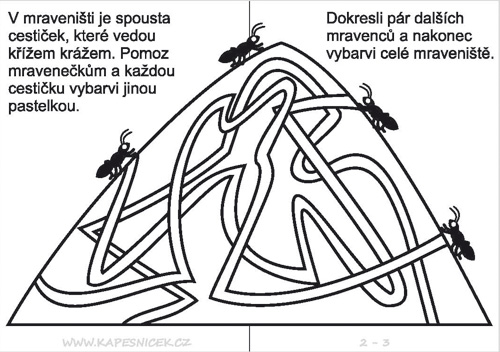 V mraveništi je spousta
cestiček, které vedou
křížem krážem. Pomoz
mravenečkům a každou
cestičku vybarvi jinou
pastelkou.
Dokresli pár dalších
mravenců a nakonec
vybarvi celé mraveniště.
WWW.KAPESNICEK.CZ
2 - 3